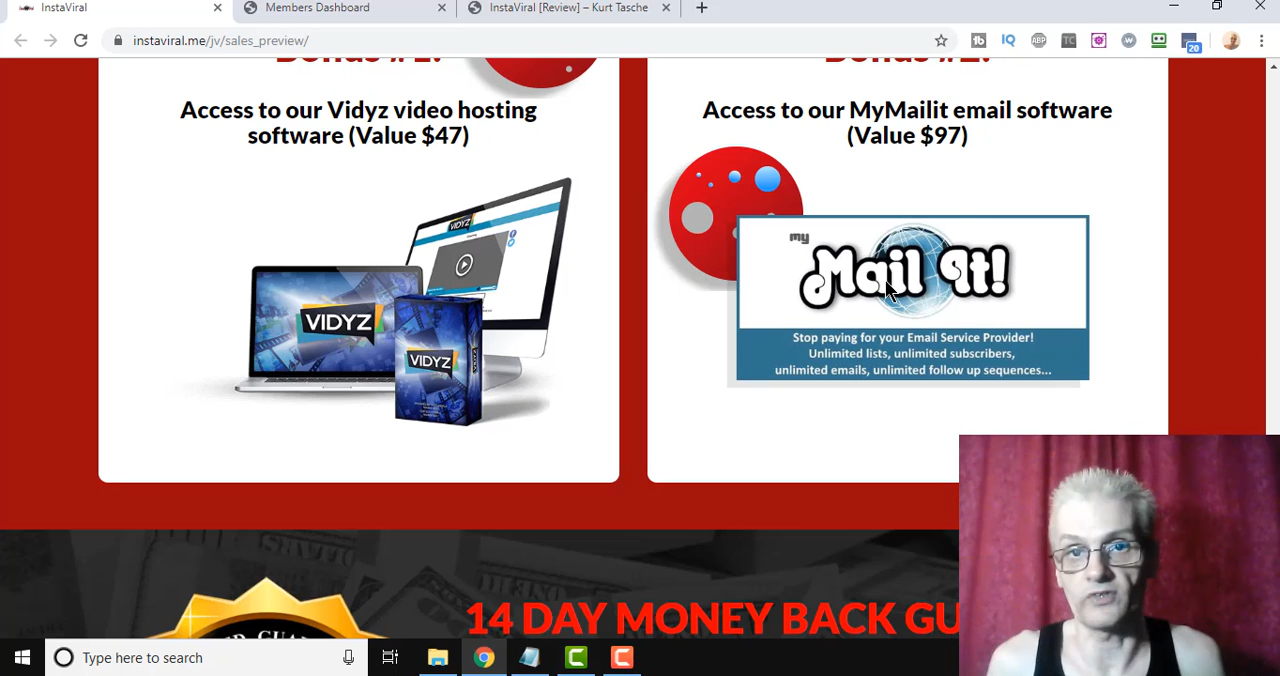 InstaViral
Members Dashboard
InstaViral [Review] – Kurt Tasche
instaviral.me/jv/sales_preview/
20
Access to our Vidyz video hosting
software (Value $47)
VIDYZ
VIDYZ
VIDYZ
Access to our MyMailit email software
(Value $97)
my
Mail It!
Stop paying for your Email Service Provider!
Unlimited lists, unlimited subscribers,
unlimited emails, unlimited follow up sequences...
14 DAY MONEY BACK GU
Type here to search